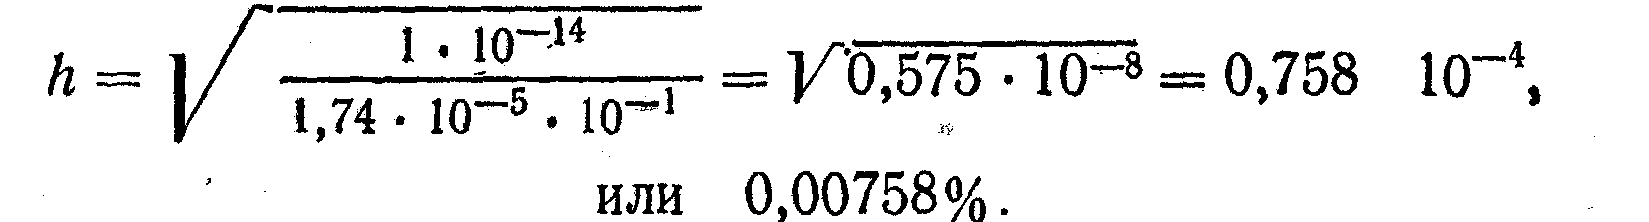 h = √(1 · 10⁻¹⁴ / 1,74 · 10⁻⁵ · 10⁻¹) = √(0,575 · 10⁻⁸) = 0,758 10⁻⁴,
или 0,00758%.